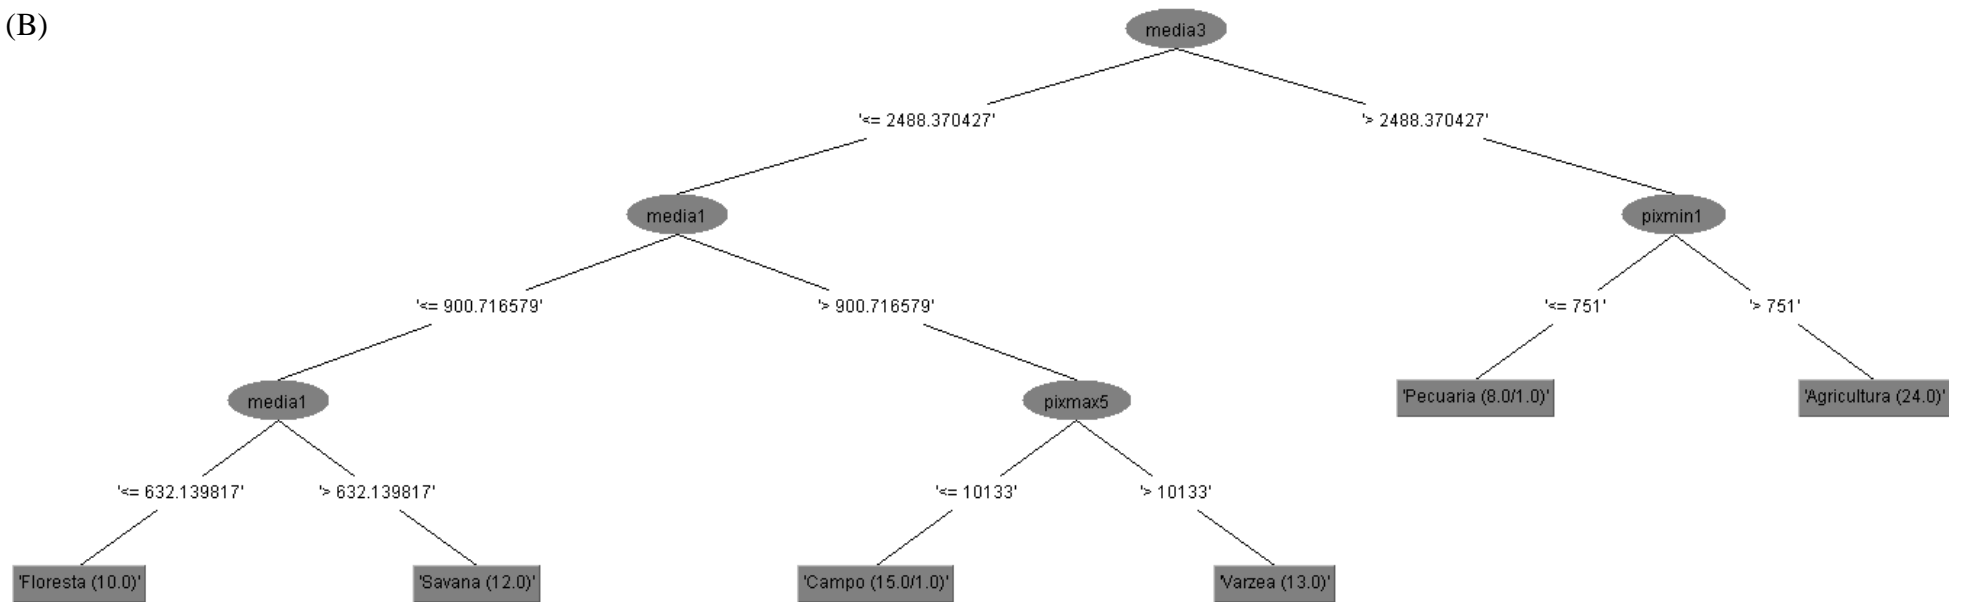 (B)
media3
'<= 2488.370427'
'> 2488.370427'
media1
pixmin1
'<= 900.716579'
'> 900.716579'
'<= 751'
'> 751'
media1
pixmax5
'Pecuaria (8.0/1.0)'
'Agricultura (24.0)'
'<= 632.139817'
'> 632.139817'
'<= 10133'
'> 10133'
'Floresta (10.0)'
'Savana (12.0)'
'Campo (15.0/1.0)'
'Varzea (13.0)'